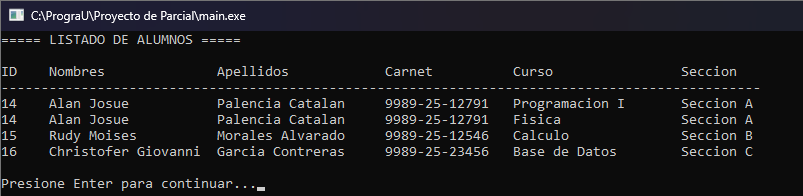 C:\PrograU\Proyecto de Parcial\main.exe
===== LISTADO DE ALUMNOS =====
ID Nombres Apellidos Carnet Curso Seccion
-----------------------------------------------------------------------------------------------
14 Alan Josue Palencia Catalan 9989-25-12791 Programacion I Seccion A
14 Alan Josue Palencia Catalan 9989-25-12791 Fisica Seccion A
15 Rudy Moises Morales Alvarado 9989-25-12546 Calculo Seccion B
16 Christofer Giovanni Garcia Contreras 9989-25-23456 Base de Datos Seccion C
Presione Enter para continuar...